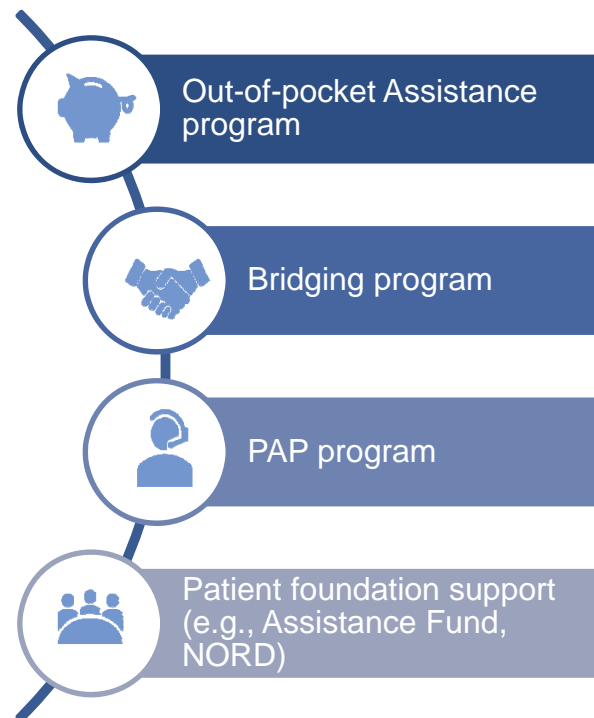 Out-of-pocket Assistance
program
Bridging program
PAP program
Patient foundation support
(e.g., Assistance Fund,
NORD)